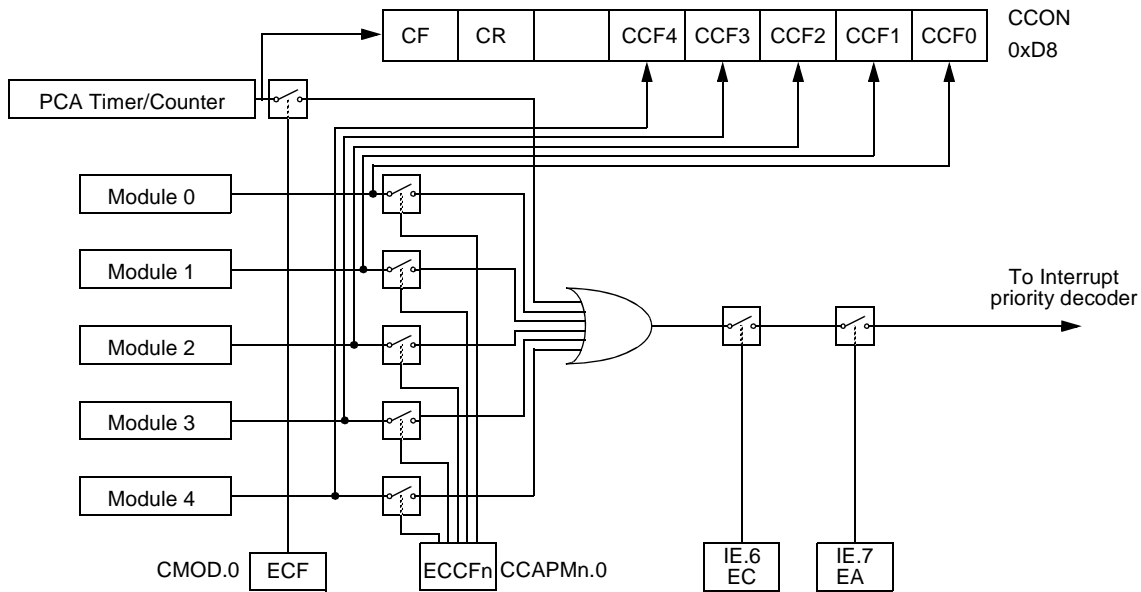 CF CR CCF4 CCF3 CCF2 CCF1 CCF0 CCON
0xD8
PCA Timer/Counter
Module 0
Module 1
Module 2
Module 3
Module 4
To Interrupt
priority decoder
CMOD.0 ECF
ECCFn CCAPMn.0
IE.6
EC
IE.7
EA